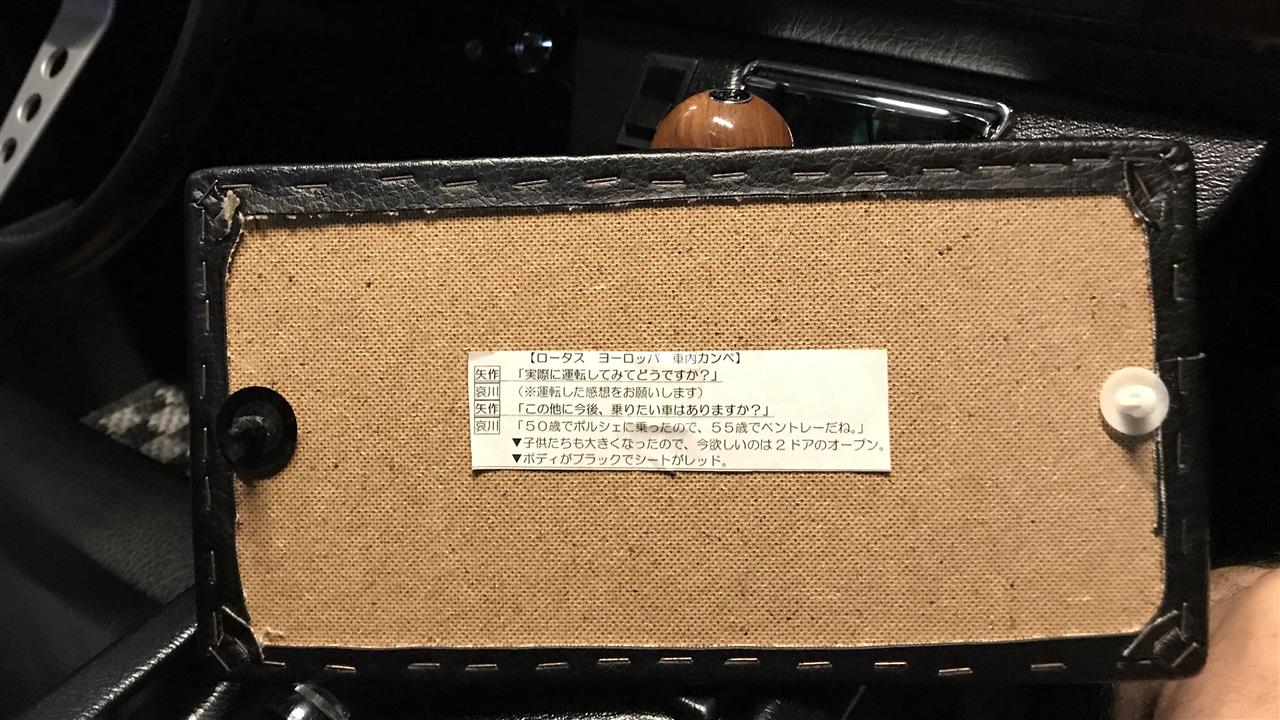 【ロータス　ヨーロッパ　車内カンペ】
矢作 「実際に運転してみてどうですか？」
哀川 （※運転した感想をお願いします）
矢作 「この他に今後、乗りたい車はありますか？」
哀川 「５０歳でポルシェに乗ったので、５５歳でベントレーだね。」
▼子供たちも大きくなったので、今欲しいのは２ドアのオープン。
▼ボディがブラックでシートがレッド。